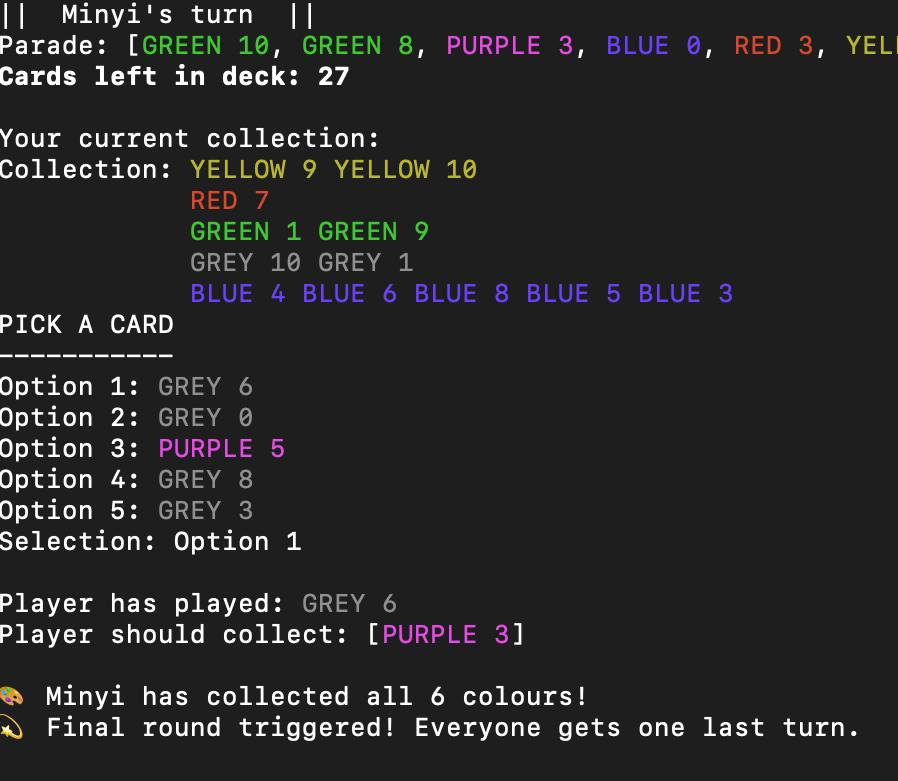 || Minyi's turn ||
Parade: [GREEN 10, GREEN 8, PURPLE 3, BLUE 0, RED 3,
Cards left in deck: 27
Your current collection:
Collection: YELLOW 9 YELLOW 10
RED 7
GREEN 1 GREEN 9
GREY 10 GREY 1
BLUE 4 BLUE 6 BLUE 8 BLUE 5 BLUE 3
PICK A CARD
-----------
Option 1: GREY 6
Option 2: GREY 0
Option 3: PURPLE 5
Option 4: GREY 8
Option 5: GREY 3
Selection: Option 1
Player has played: GREY 6
Player should collect: [PURPLE 3]
🎨 Minyi has collected all 6 colours!
💫 Final round triggered! Everyone gets one last turn.